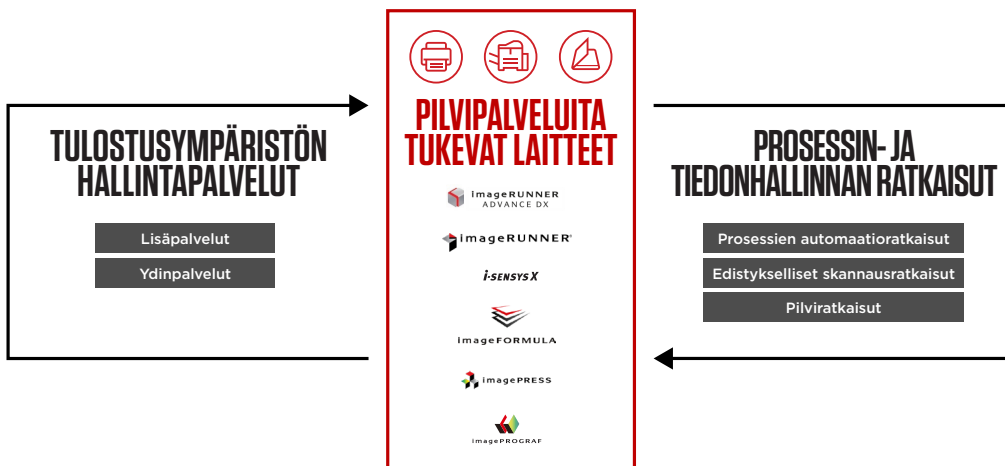 TULOSTUSYMPÄRISTÖN
HALLINTAPALVELUT
Lisäpalvelut
Ydinpalvelut
PILVIPALVELUITA
TUKEVAT LAITTEET
imageRUNNER
ADVANCE DX
imageRUNNER
i-SENSYS X
imageFORMULA
imagePRESS
imagePROGRAF
PROSESSIN- JA
TIEDONHALLINNAN RATKAISUT
Prosessien automaatioratkaisut
Edistykselliset skannausratkaisut
Pilviratkaisut